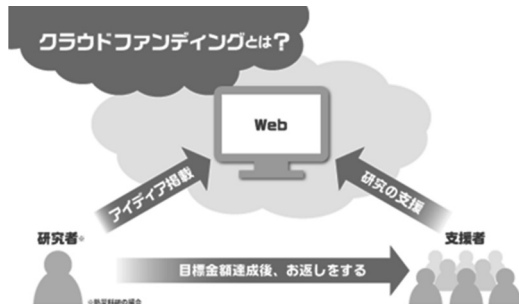 クラウドファンディングとは?
Web
アイディア掲載
研究の支援
研究者※
支援者
目標金額達成後、お返しをする